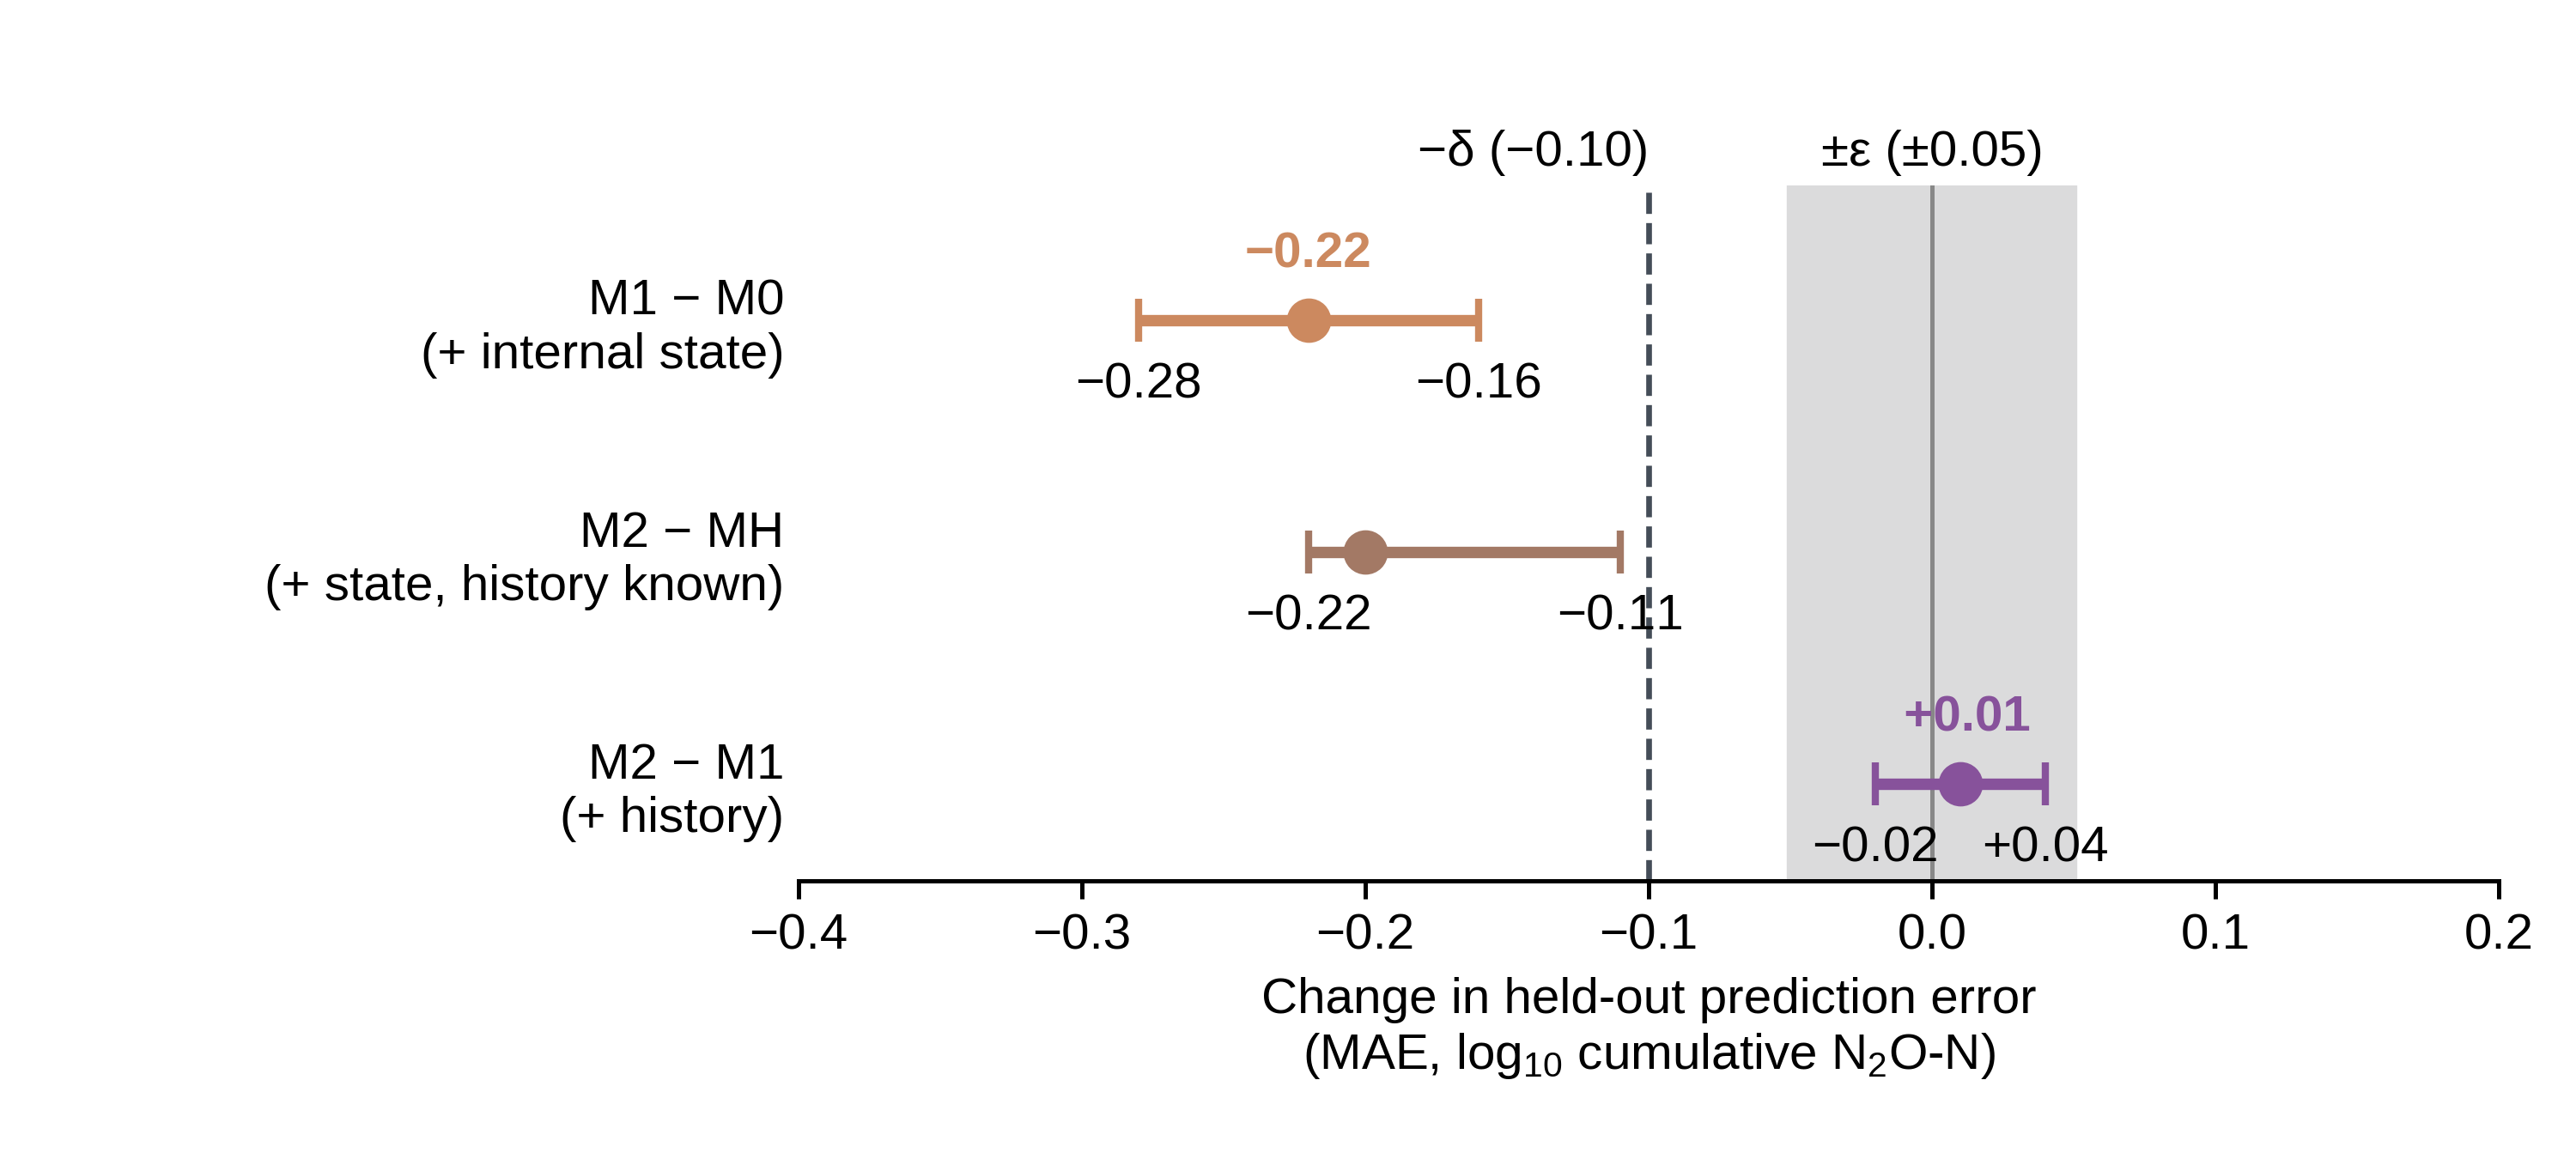 −δ (−0.10)
±ε (±0.05)
−0.22
M1 − M0
(+ internal state)
−0.28
−0.16
M2 − MH
(+ state, history known)
−0.22
−0.11
+0.01
M2 − M1
(+ history)
−0.02
+0.04
−0.4
−0.3
−0.2
−0.1
0.0
0.1
0.2
Change in held-out prediction error
(MAE, log₁₀ cumulative N₂O-N)